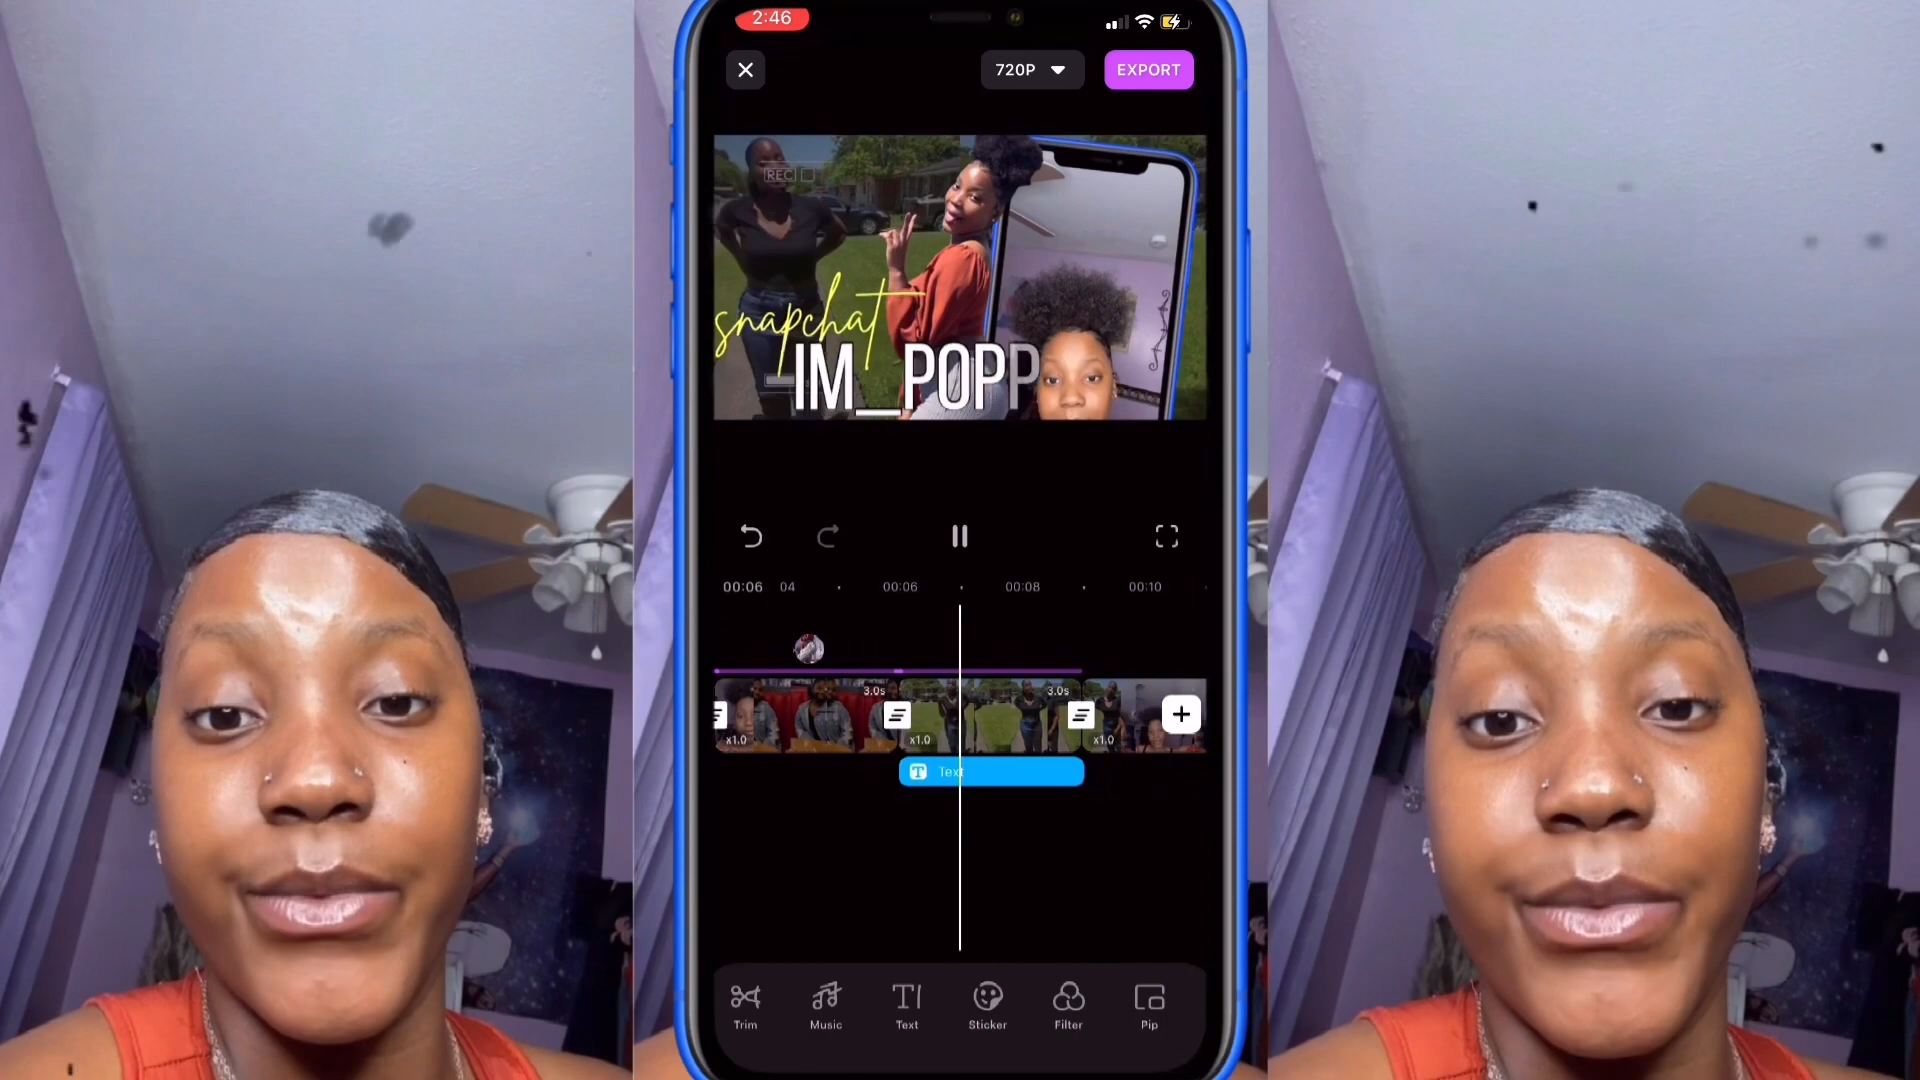 2:46
720P
EXPORT
REC
snapchat
IM_POPP
00:06 04 00:06 00:08 00:10
3.0s 3.0s
x1.0 x1.0 x1.0
Text
Trim Music Text Sticker Filter Pip